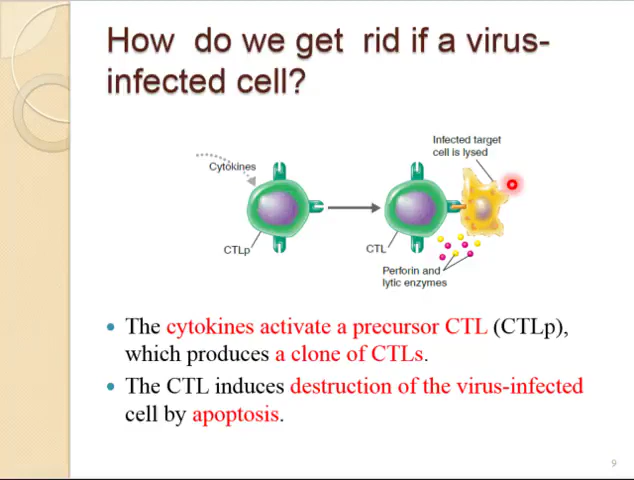 How do we get rid if a virus-
infected cell?
Infected target
cell is lysed
Cytokines
CTLp
CTL
Perforin and
lytic enzymes
• The cytokines activate a precursor CTL (CTLp),
which produces a clone of CTLs.
• The CTL induces destruction of the virus-infected
cell by apoptosis.
9